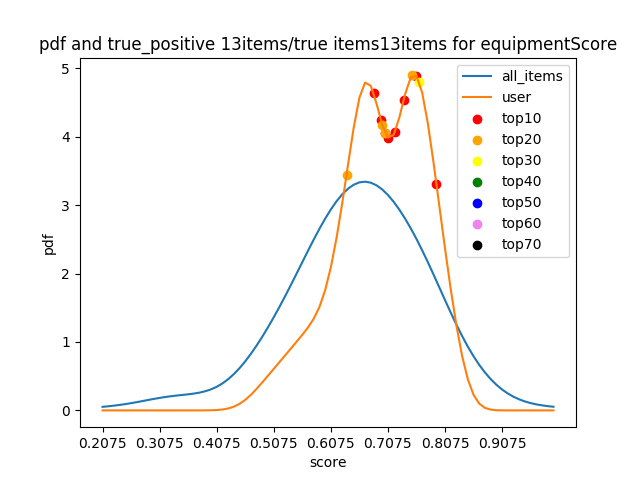 pdf and true_positive 13items/true items13items for equipmentScore
5
4
3
2
1
0
pdf
0.2075 0.3075 0.4075 0.5075 0.6075 0.7075 0.8075 0.9075
score
all_items
user
top10
top20
top30
top40
top50
top60
top70